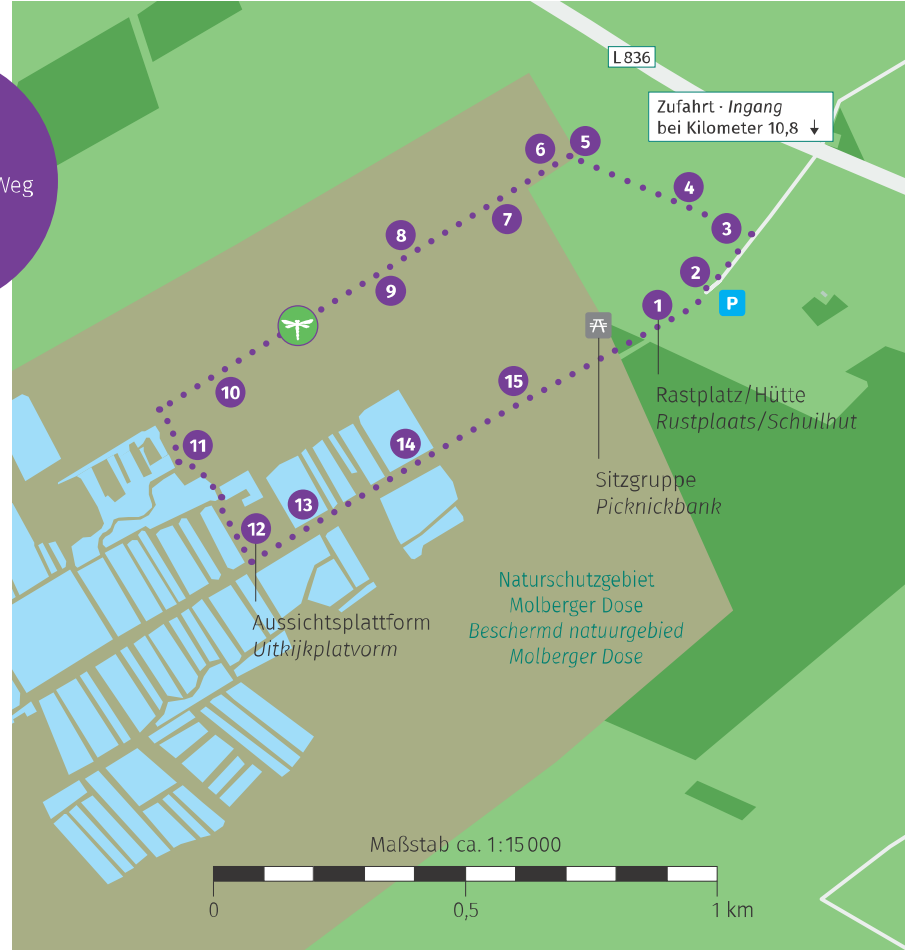 L 836
Zufahrt · Ingang
bei Kilometer 10,8
Weg
5
6
4
7
3
8
2
9
1
P
10
15
Rastplatz/Hütte
Rustplaats/Schuilhut
11
14
Sitzgruppe
Picknickbank
13
12
Naturschutzgebiet
Molberger Dose
Beschermd natuurgebied
Molberger Dose
Aussichtsplattform
Uitkijkplatvorm
Maßstab ca. 1:15 000
0
0,5
1 km